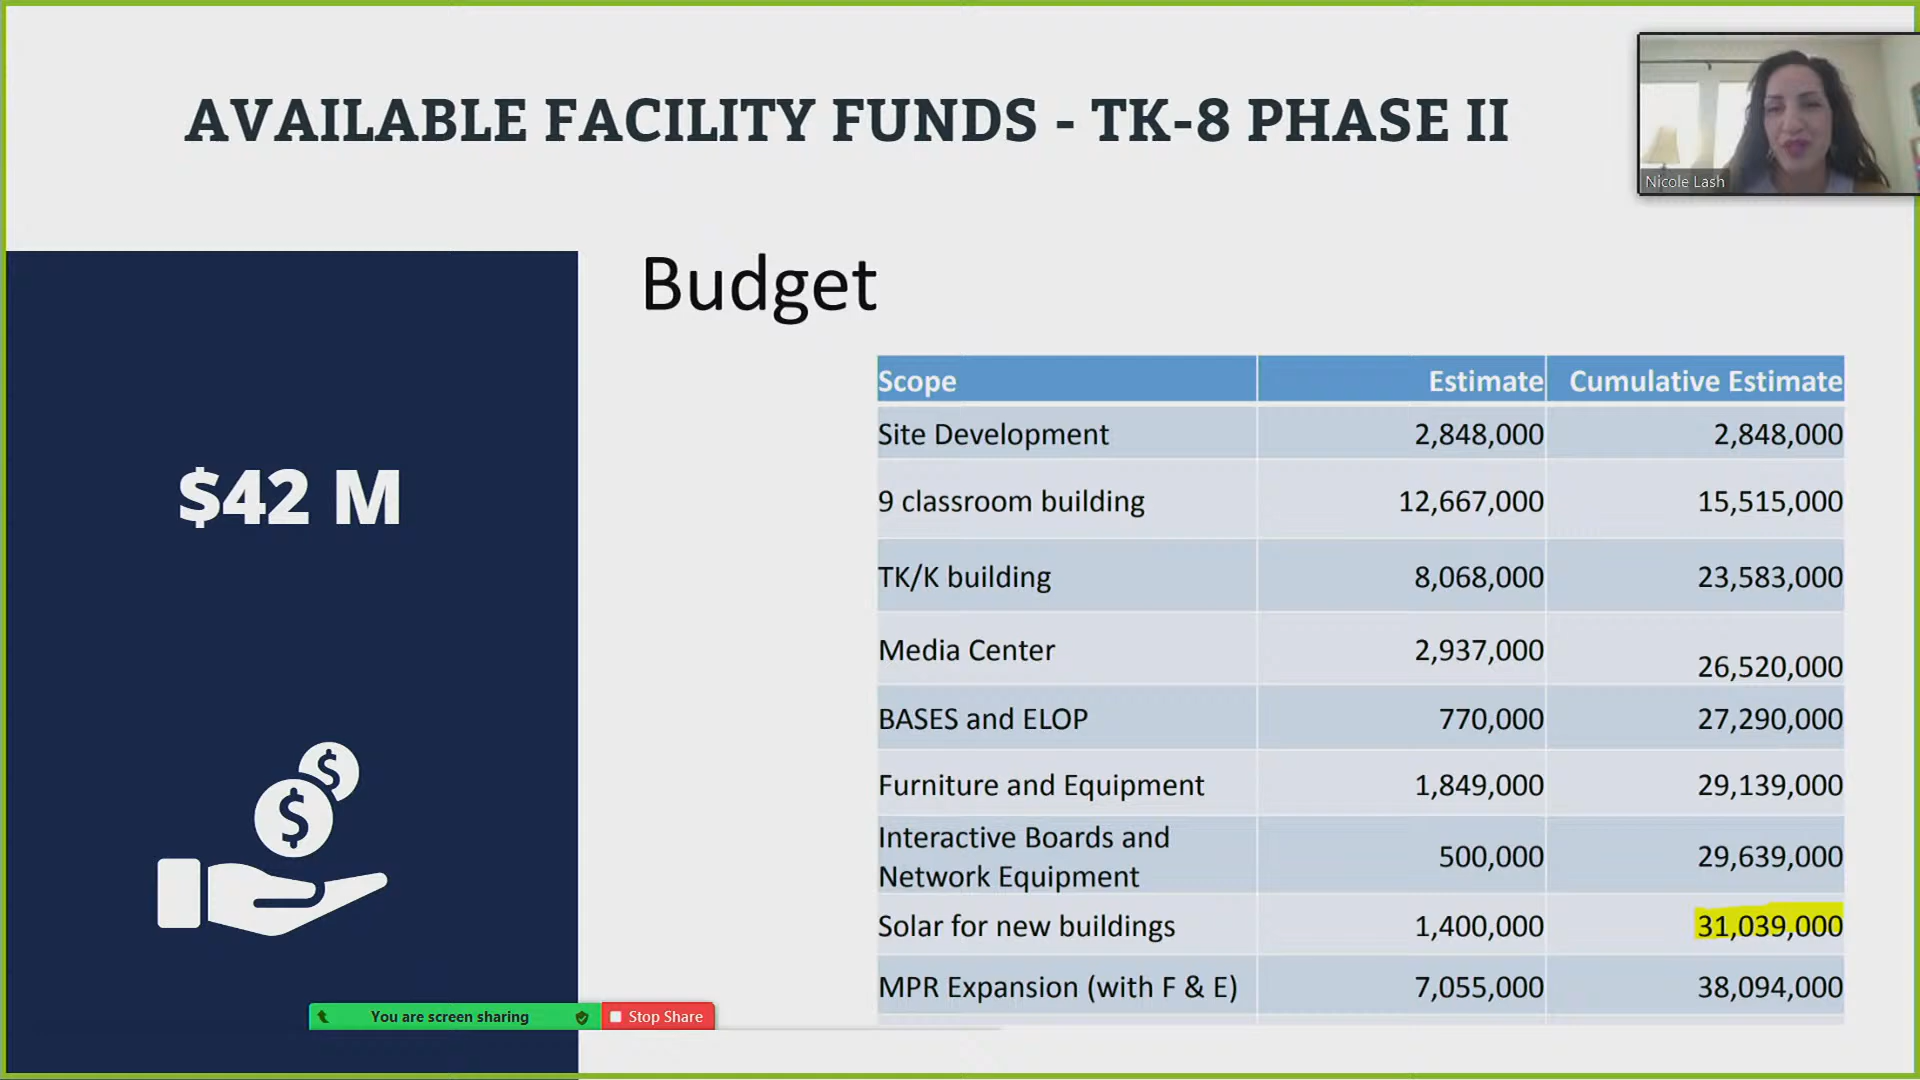 AVAILABLE FACILITY FUNDS - TK-8 PHASE II
Nicole Lash
Budget
$42 M
$
$
Scope Estimate Cumulative Estimate
Site Development 2,848,000 2,848,000
9 classroom building 12,667,000 15,515,000
TK/K building 8,068,000 23,583,000
Media Center 2,937,000 26,520,000
BASES and ELOP 770,000 27,290,000
Furniture and Equipment 1,849,000 29,139,000
Interactive Boards and
Network Equipment 500,000 29,639,000
Solar for new buildings 1,400,000 31,039,000
MPR Expansion (with F & E) 7,055,000 38,094,000
You are screen sharing Stop Share